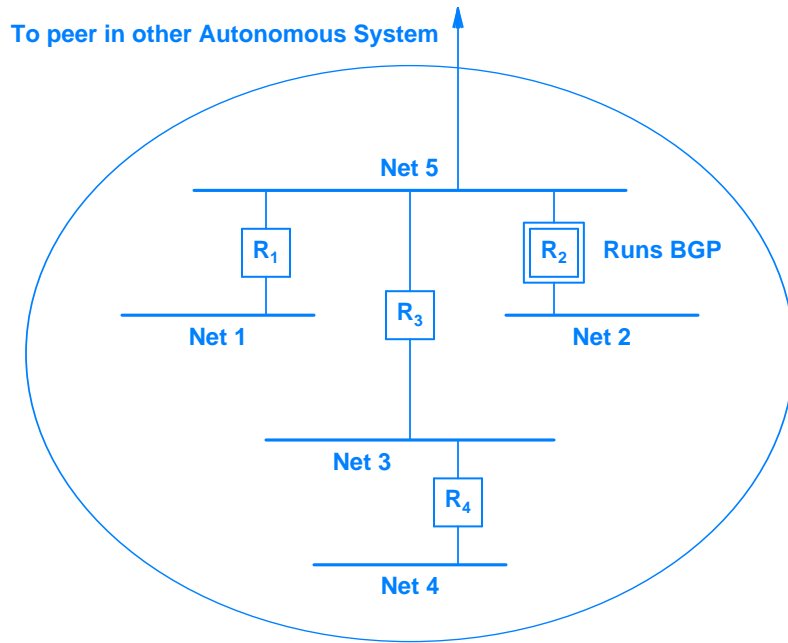 To peer in other Autonomous System
Net 5
R1
R2
Runs BGP
R3
Net 1
Net 2
Net 3
R4
Net 4